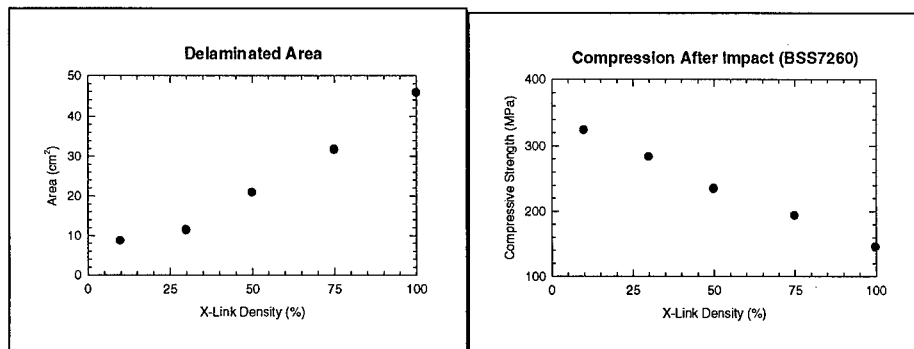 Delaminated Area
50
40
30
20
10
0
Area (cm²)
0 25 50 75 100
X-Link Density (%)
Compression After Impact (BSS7260)
400
300
200
100
Compressive Strength (MPa)
0 25 50 75 100
X-Link Density (%)